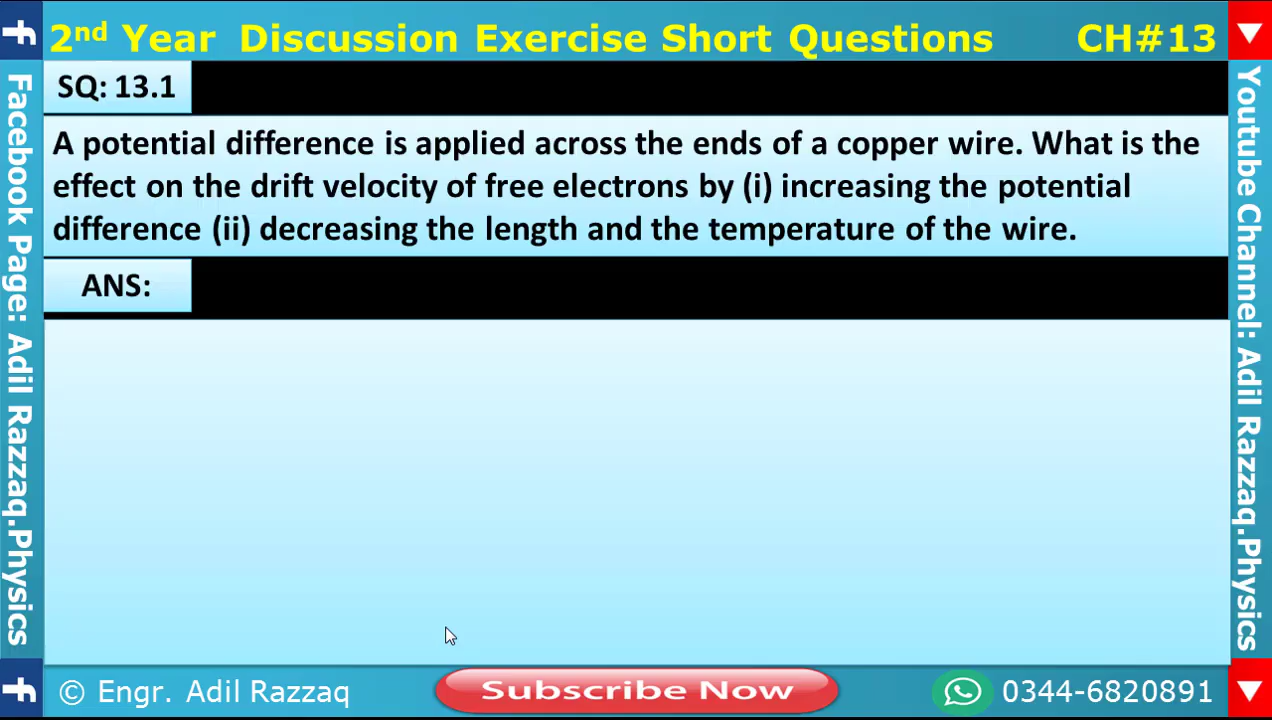 2nd Year Discussion Exercise Short Questions CH#13
SQ: 13.1
A potential difference is applied across the ends of a copper wire. What is the
effect on the drift velocity of free electrons by (i) increasing the potential
difference (ii) decreasing the length and the temperature of the wire.
ANS:
Facebook Page: Adil Razzaq.Physics
Youtube Channel: Adil Razzaq.Physics
© Engr. Adil Razzaq
Subscribe Now
0344-6820891